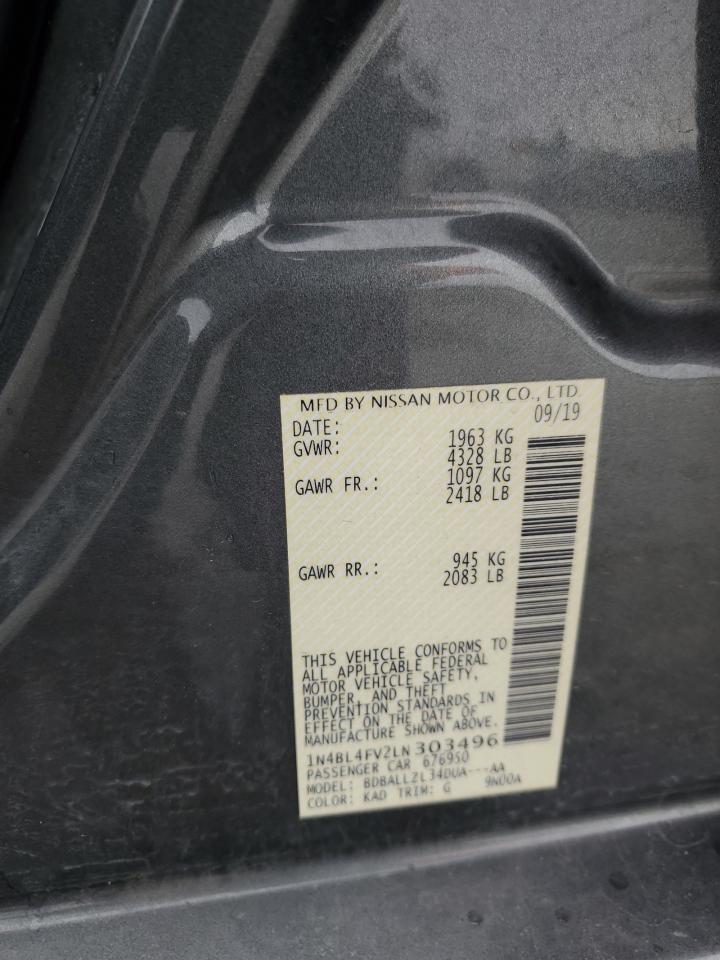 MFD BY NISSAN MOTOR CO., LTD.
DATE: 09/19
GVWR: 1963 KG
4328 LB
GAWR FR.: 1097 KG
2418 LB
GAWR RR.: 945 KG
2083 LB
THIS VEHICLE CONFORMS TO
ALL APPLICABLE FEDERAL
MOTOR VEHICLE SAFETY,
BUMPER, AND THEFT
PREVENTION STANDARDS IN
EFFECT ON THE DATE OF
MANUFACTURE SHOWN ABOVE.
1N4BL4FV2LN303496
PASSENGER CAR 676950
MODEL: BDBALLZL34DUA---AA
COLOR: KAD TRIM: G 9N00A